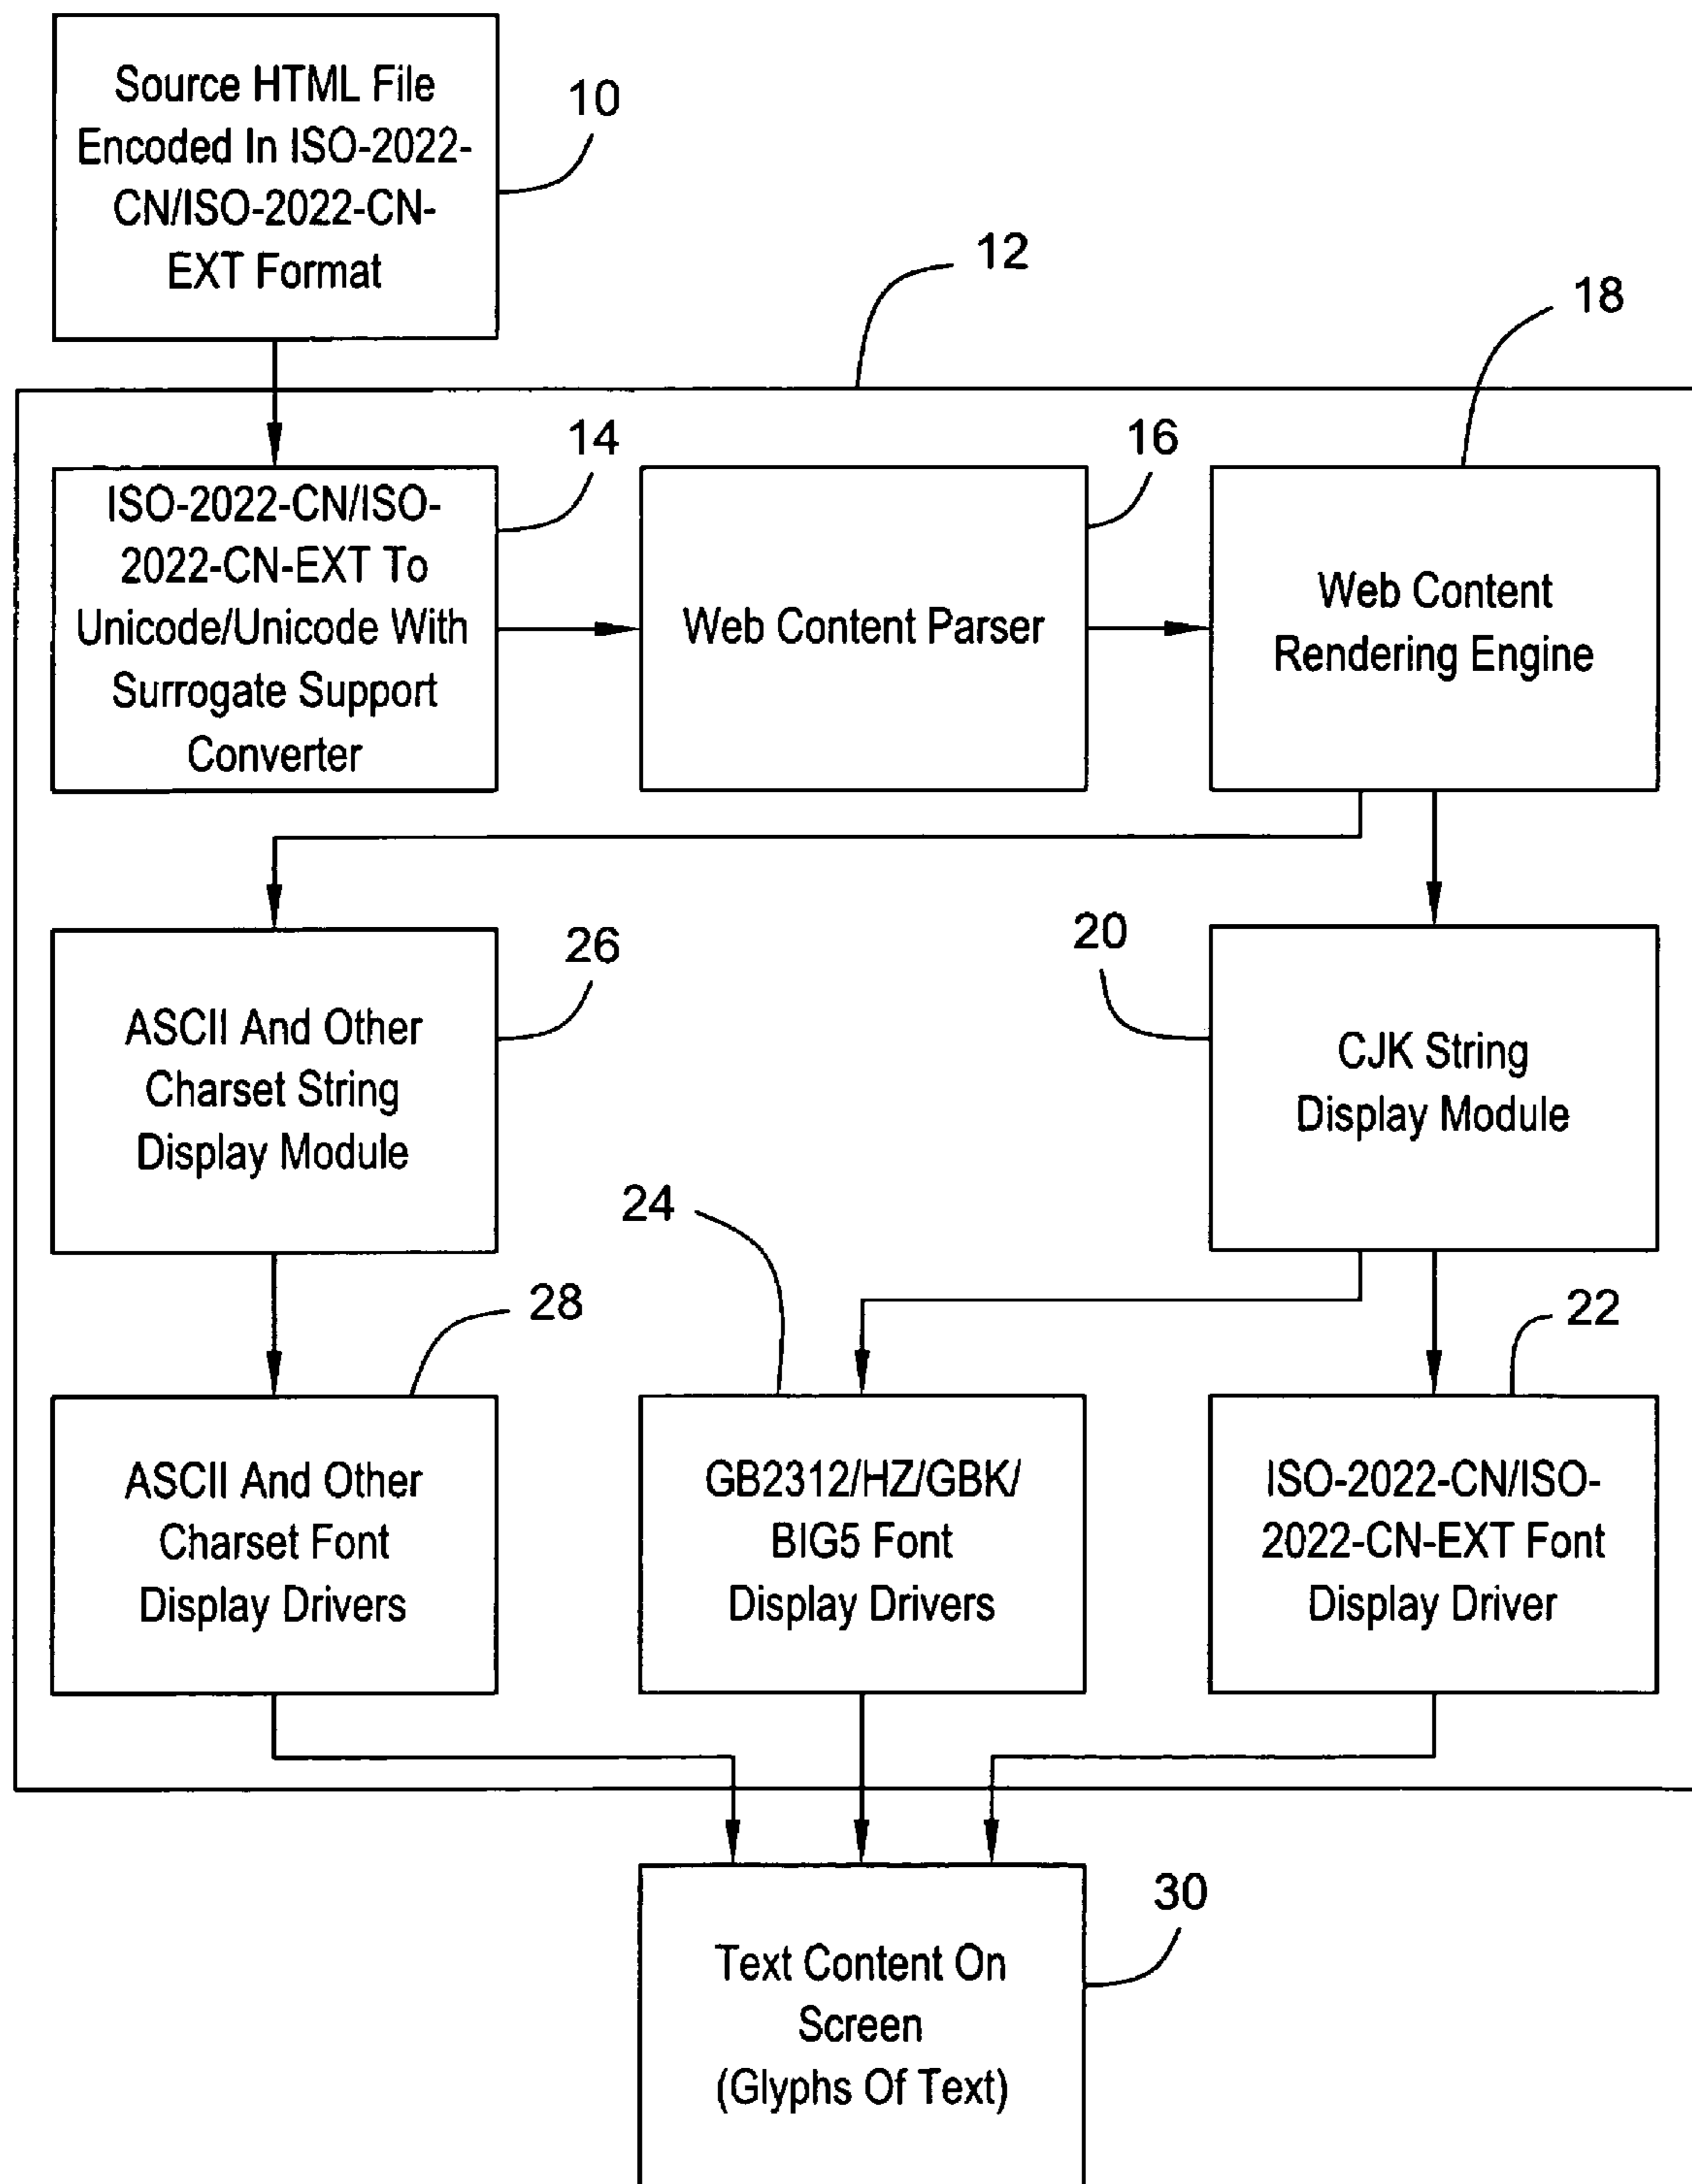 Source HTML File
Encoded In ISO-2022-
CN/ISO-2022-CN-
EXT Format
10
12
18
14
ISO-2022-CN/ISO-
2022-CN-EXT To
Unicode/Unicode With
Surrogate Support
Converter
16
Web Content Parser
Web Content
Rendering Engine
26
ASCII And Other
Charset String
Display Module
20
CJK String
Display Module
24
28
22
ASCII And Other
Charset Font
Display Drivers
GB2312/HZ/GBK/
BIG5 Font
Display Drivers
ISO-2022-CN/ISO-
2022-CN-EXT Font
Display Driver
30
Text Content On
Screen
(Glyphs Of Text)